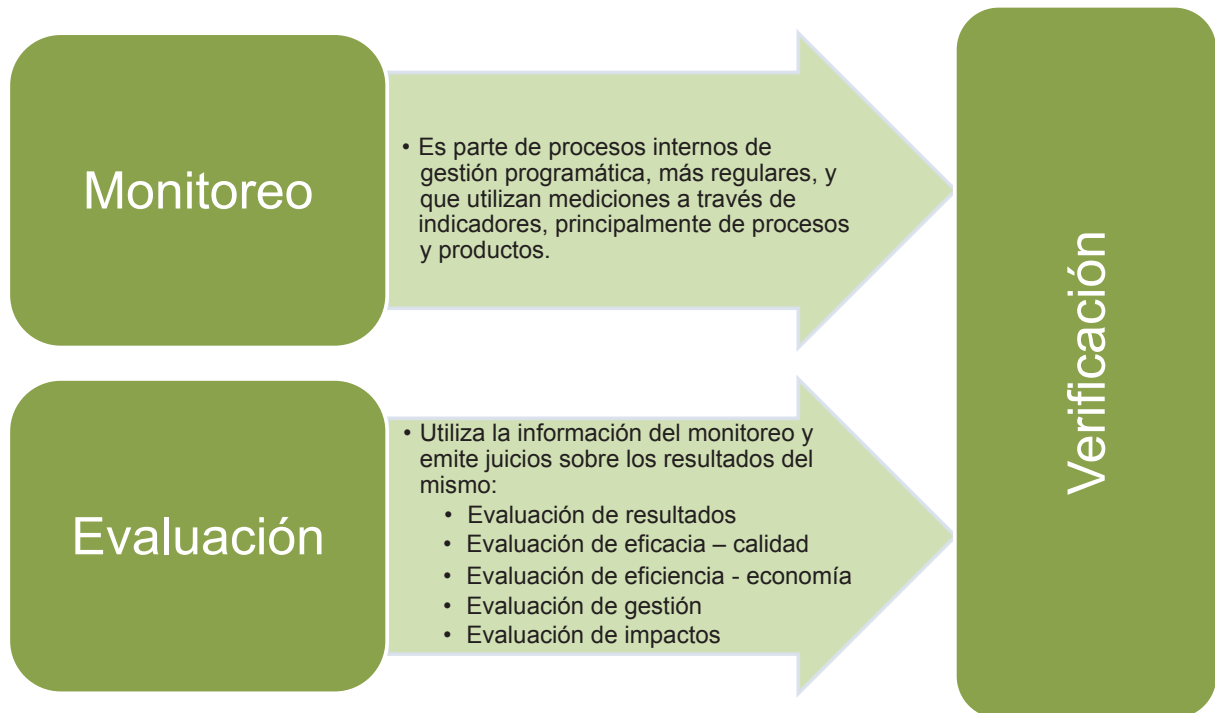 Monitoreo
• Es parte de procesos internos de
gestión programática, más regulares, y
que utilizan mediciones a través de
indicadores, principalmente de procesos
y productos.
Evaluación
• Utiliza la información del monitoreo y
emite juicios sobre los resultados del
mismo:
• Evaluación de resultados
• Evaluación de eficacia – calidad
• Evaluación de eficiencia - economía
• Evaluación de gestión
• Evaluación de impactos
Verificación